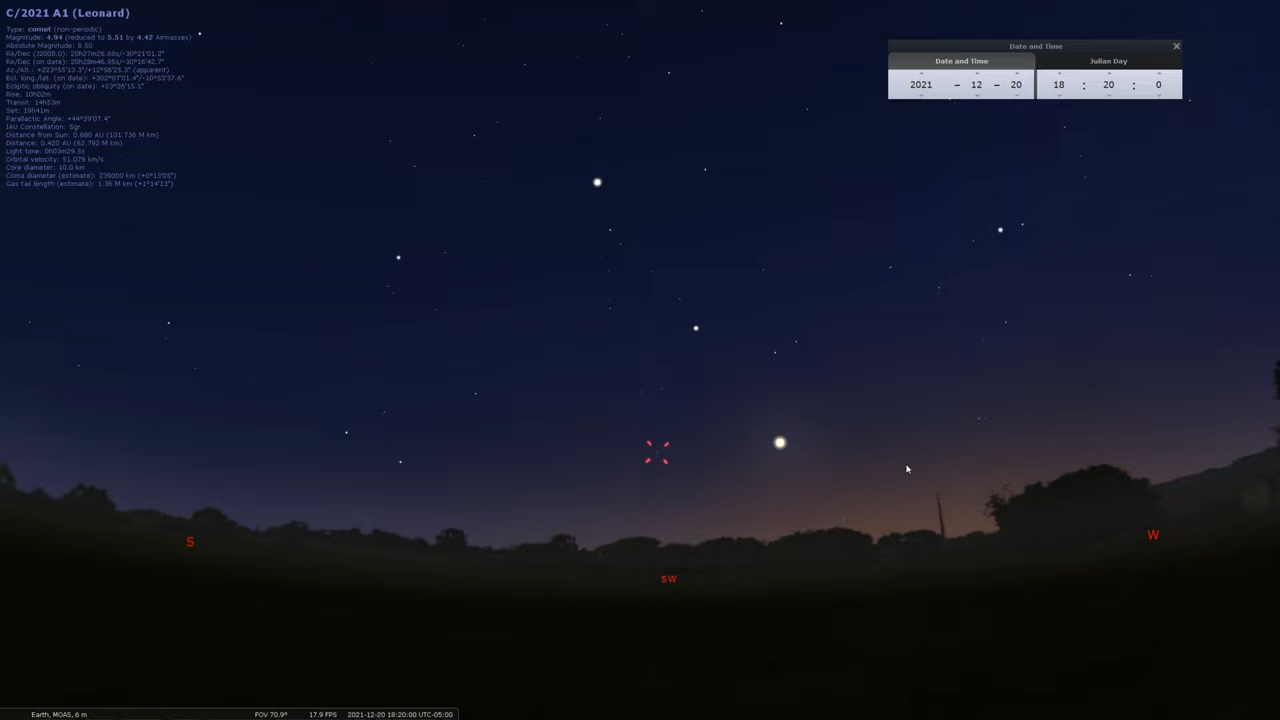 C/2021 A1 (Leonard)
Type: comet (non-periodic)
Magnitude: 4.94 (reduced to 5.51 by 4.42 Airmasses)
Absolute Magnitude: 8.50
RA/Dec (J2000.0): 20h27m26.68s/-30°21'01.2"
RA/Dec (on date): 20h28m46.95s/-30°16'42.7"
Az./Alt.: +223°55'13.3"/+12°56'25.3" (apparent)
Ecl. long./lat. (on date): +302°07'01.4"/-10°53'37.6"
Ecliptic obliquity (on date): +23°26'15.1"
Rise: 10h02m
Transit: 14h53m
Set: 19h41m
Parallactic Angle: +44°29'07.4"
IAU Constellation: Sgr
Distance from Sun: 0.680 AU (101.736 M km)
Distance: 0.420 AU (62.792 M km)
Light time: 0h03m29.5s
Orbital velocity: 51.079 km/s
Core diameter: 10.0 km
Coma diameter (estimate): 239000 km (+0°13'05")
Gas tail length (estimate): 1.36 M km (+1°14'13")
Date and Time
Date and Time Julian Day
2021 – 12 – 20 18 : 20 : 0
S
SW
W
Earth, MOAS, 6 m FOV 70.9° 17.9 FPS 2021-12-20 18:20:00 UTC-05:00